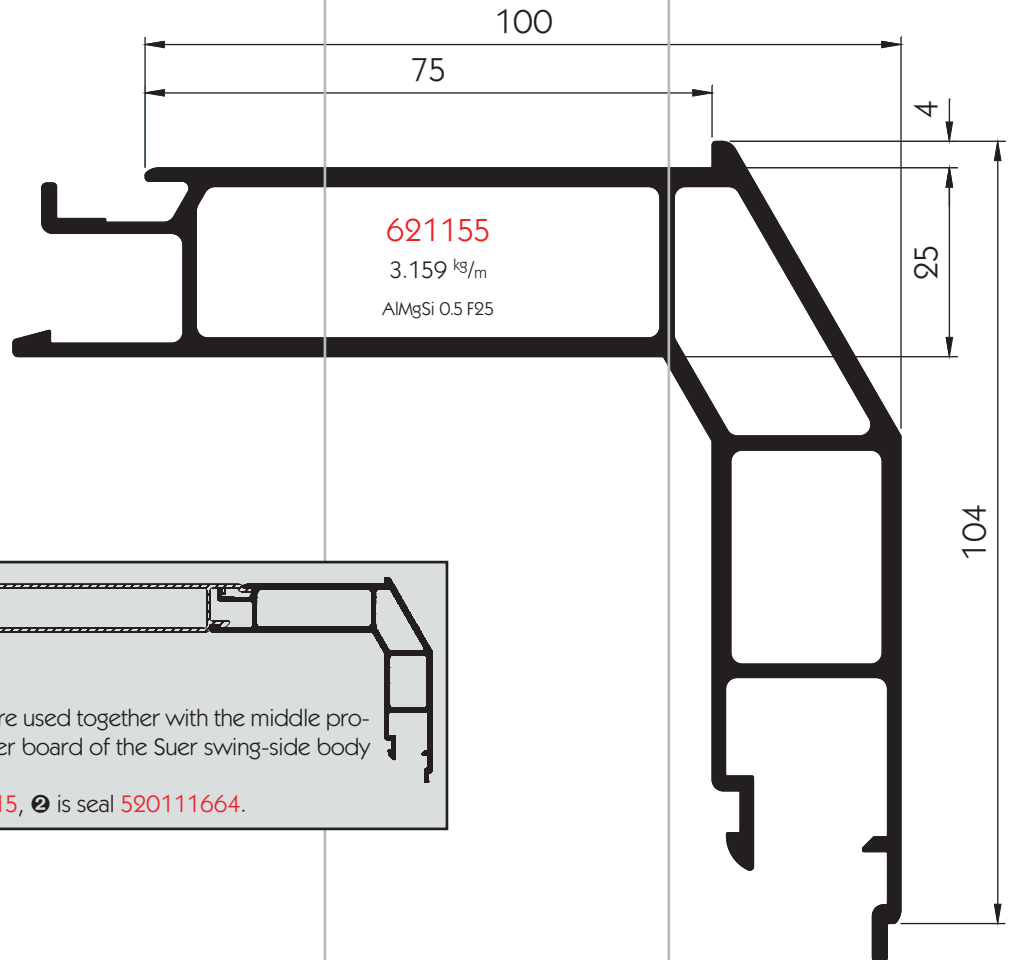 100
75
4
621155
3.159 kg/m
AlMgSi 0.5 F25
25
104
re used together with the middle pro-
er board of the Suer swing-side body
15, ❷ is seal 520111664.